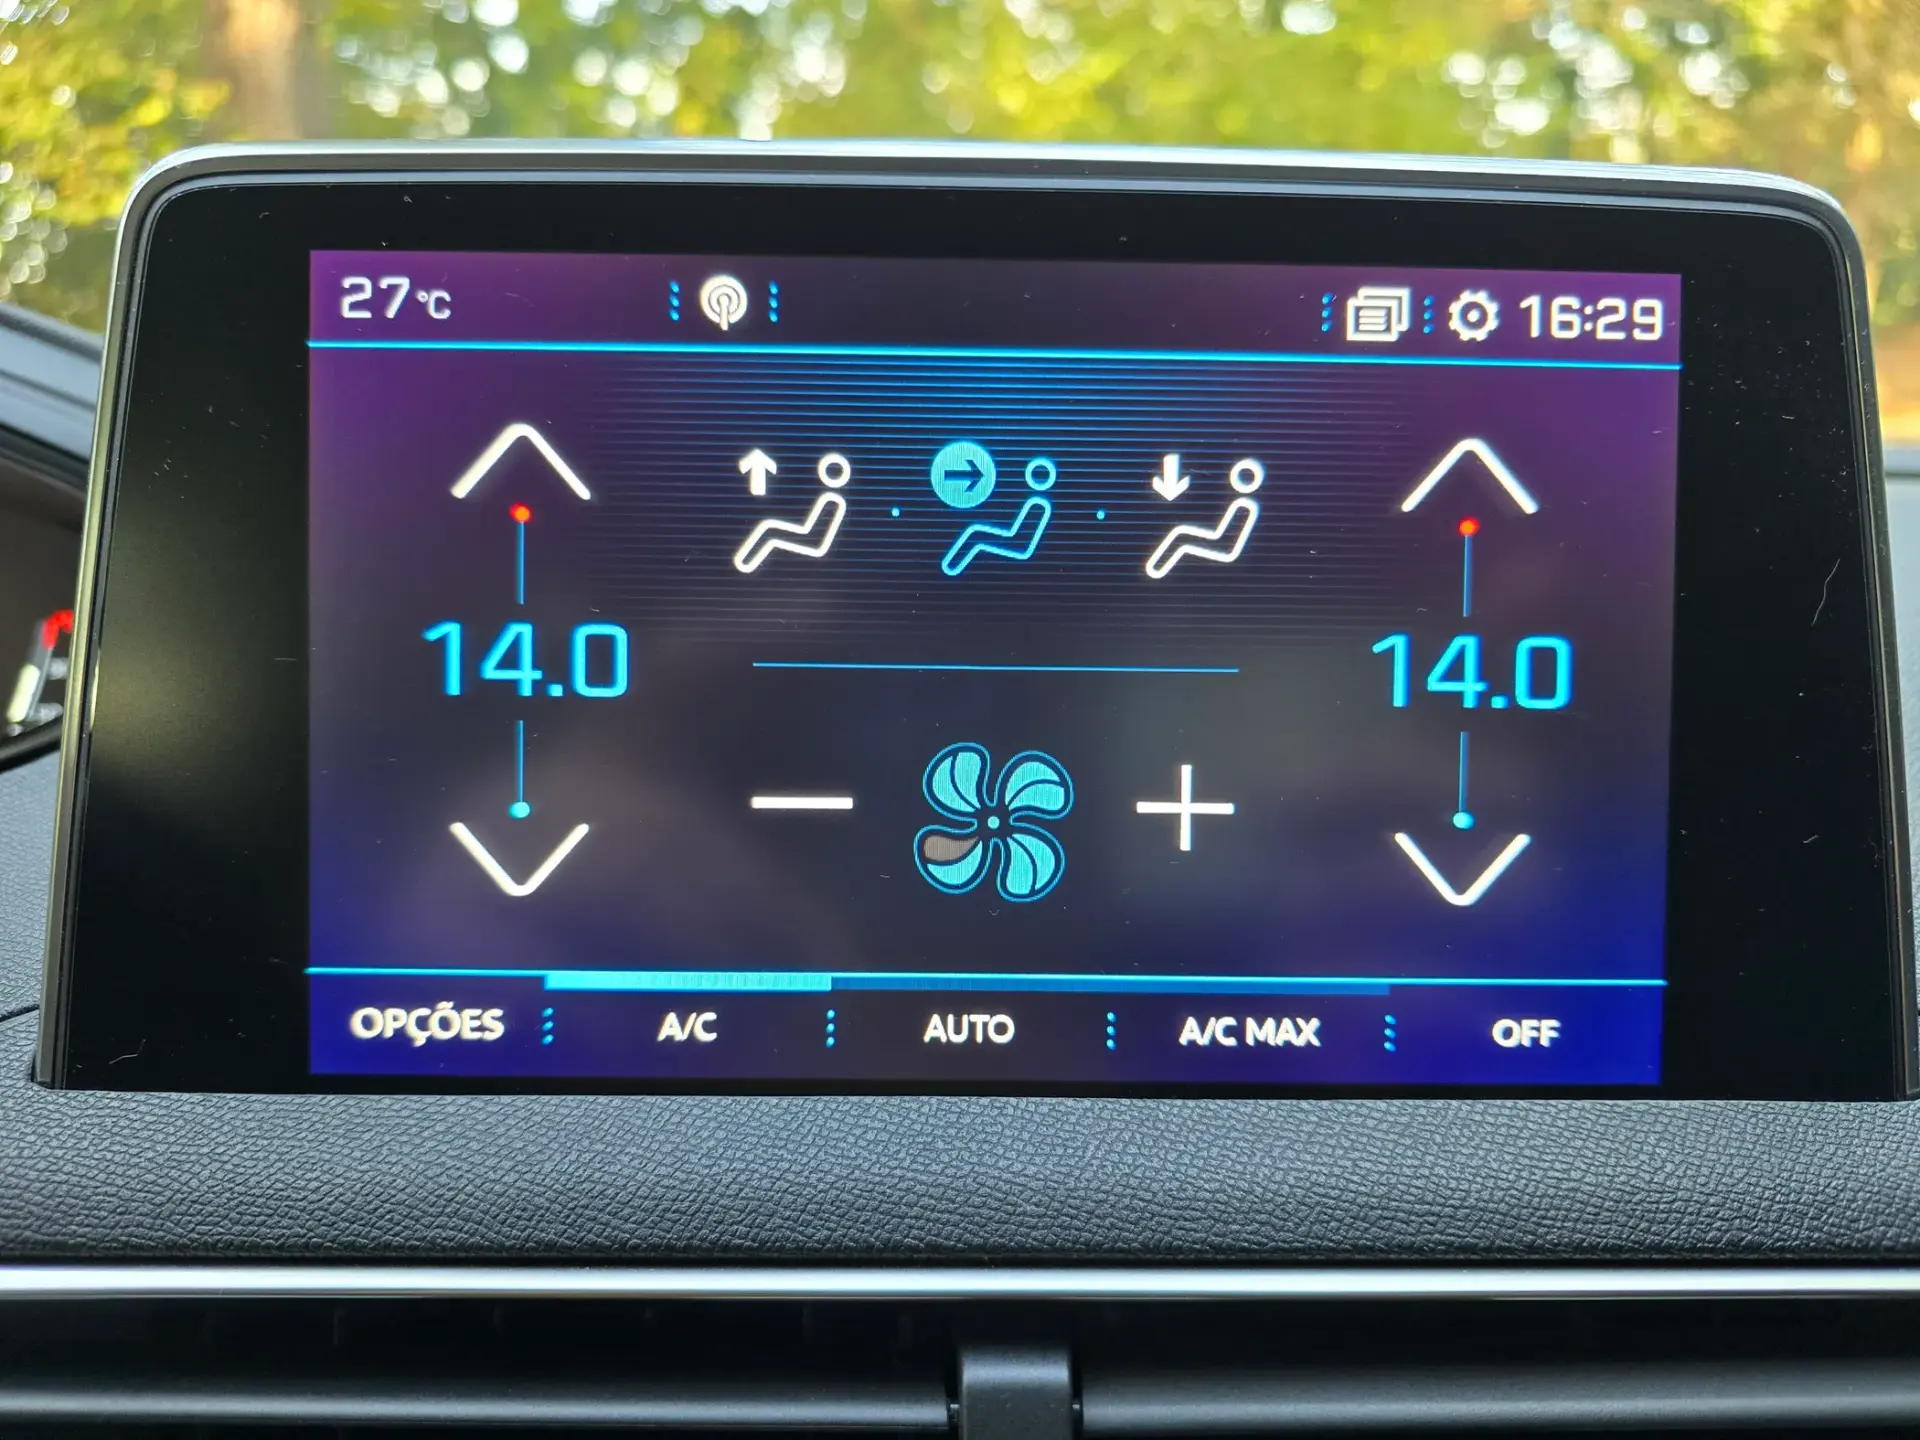 27°C 16:29
14.0 14.0
OPÇÕES A/C AUTO A/C MAX OFF